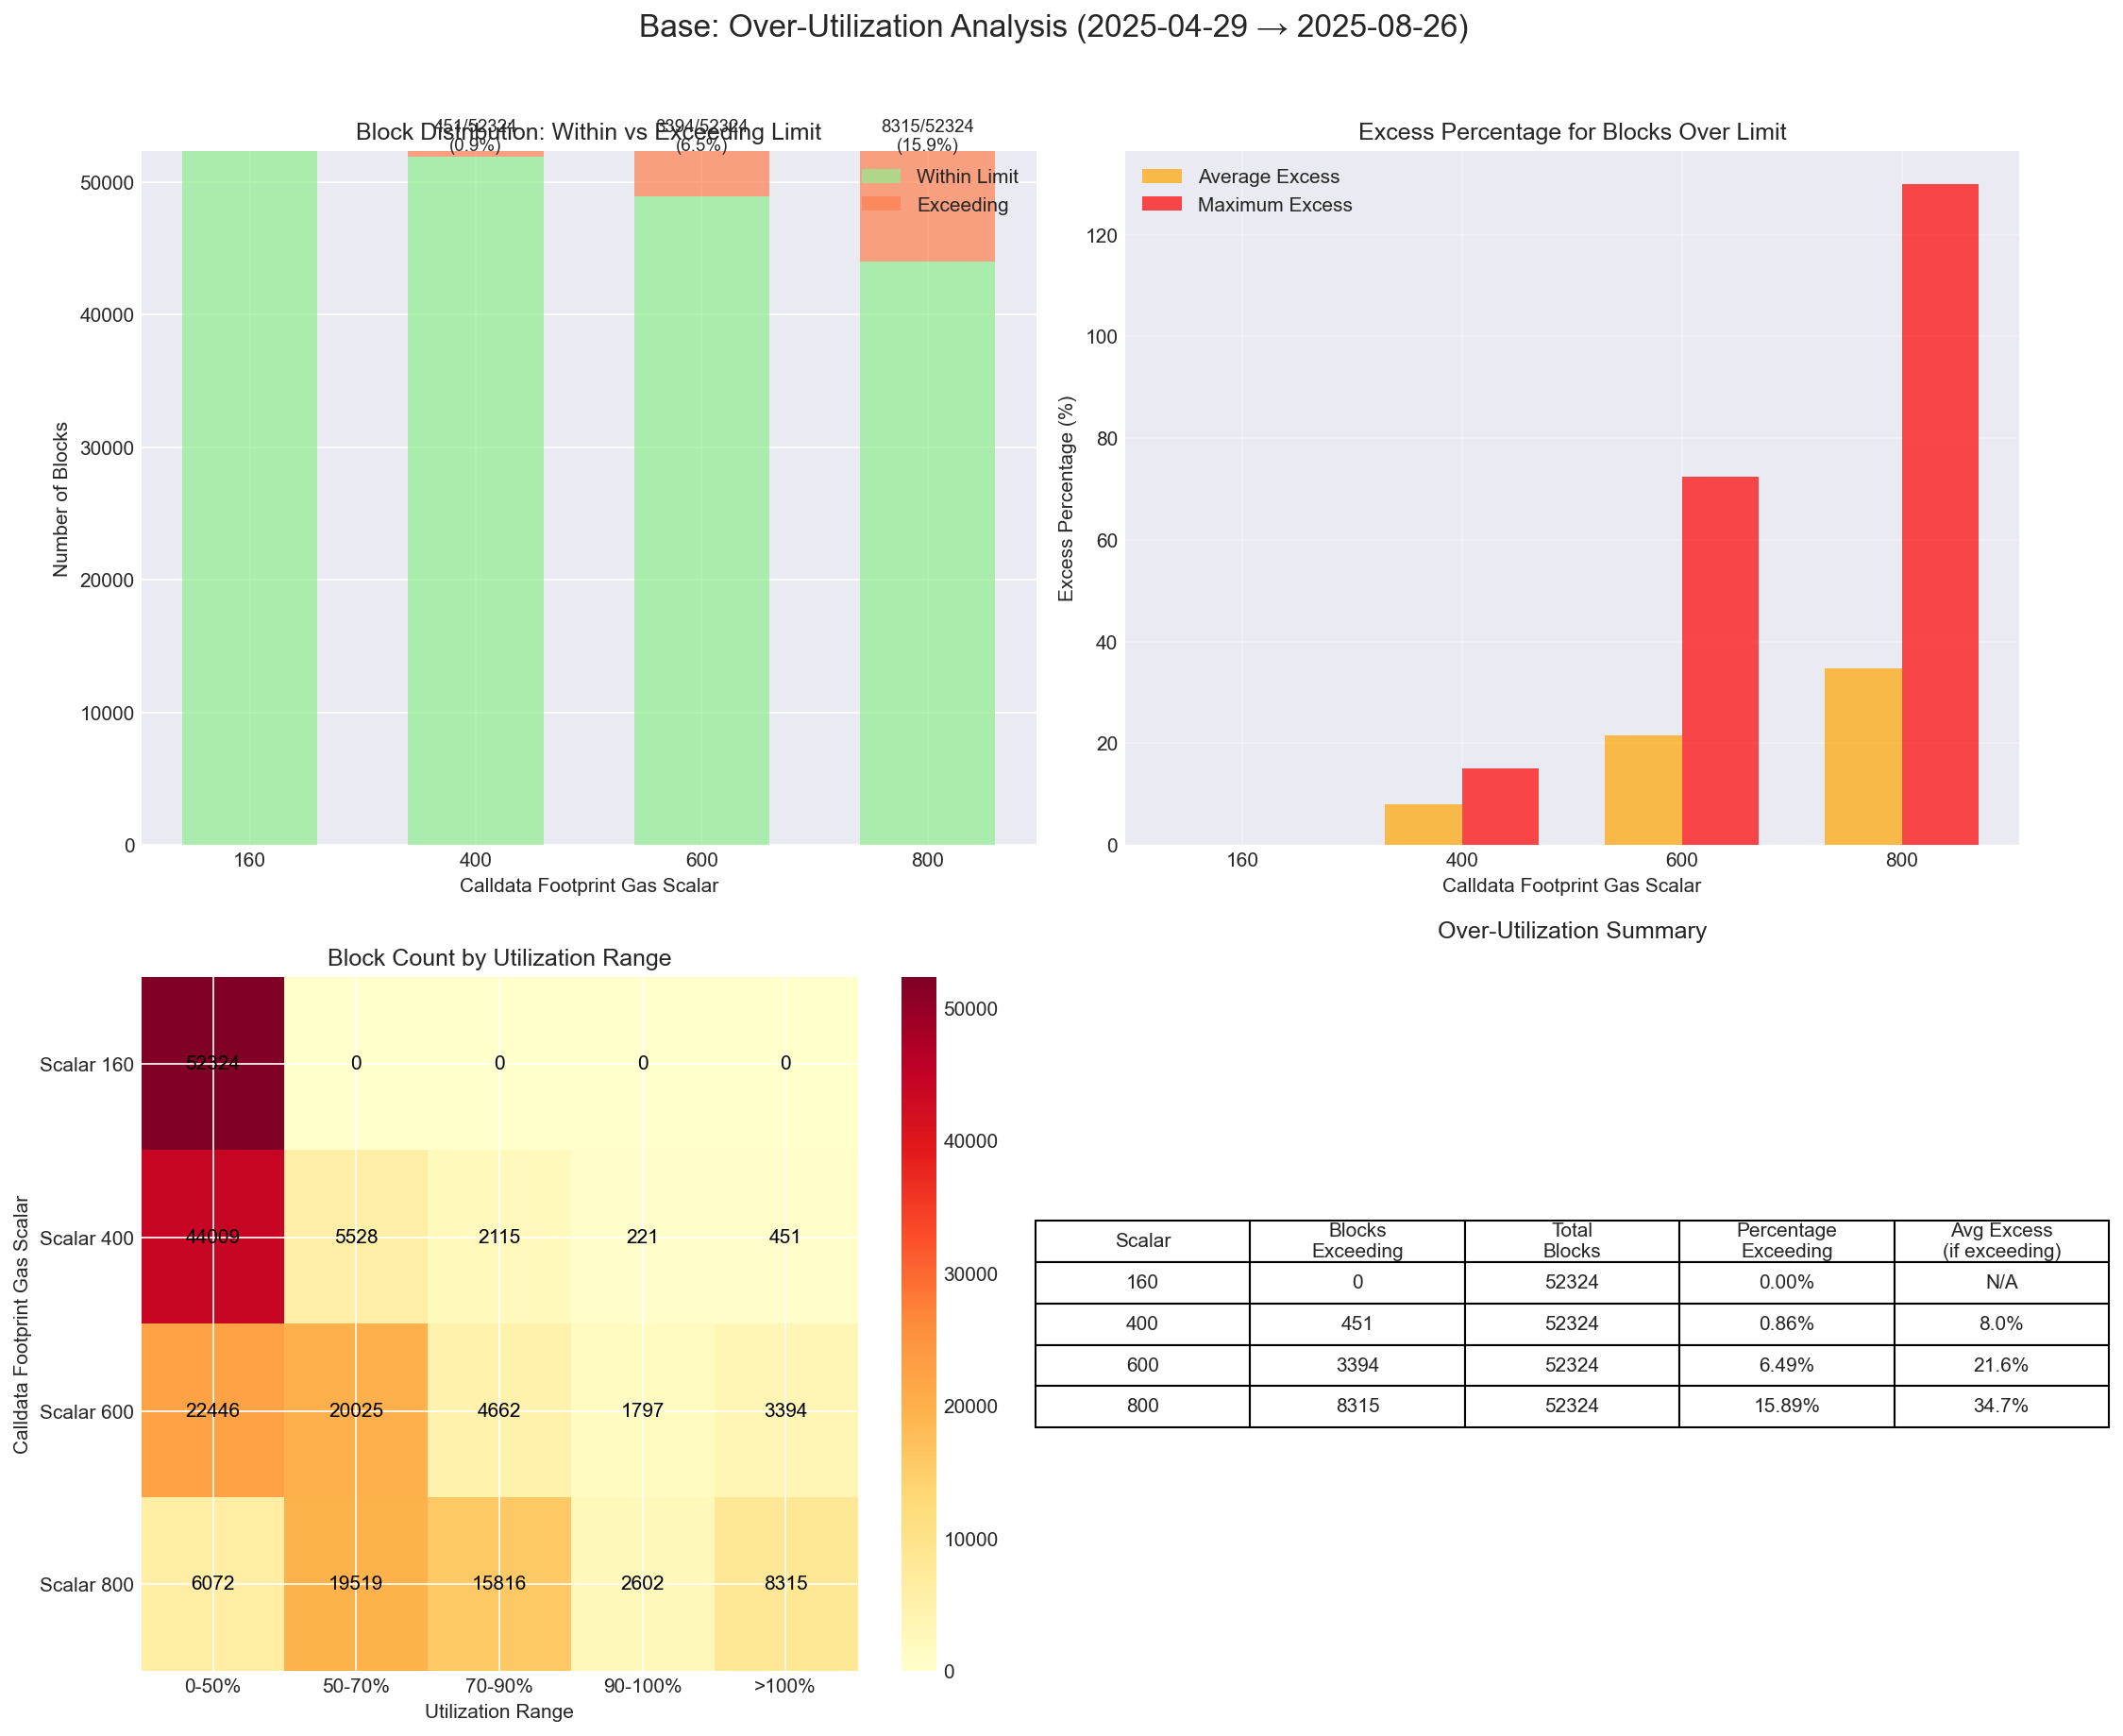 Base: Over-Utilization Analysis (2025-04-29 → 2025-08-26)
Block Distribution: Within vs Exceeding Limit
451/52324
(0.9%)
3394/52324
(6.5%)
8315/52324
(15.9%)
Within Limit
Exceeding
Number of Blocks
50000
40000
30000
20000
10000
0
160
400
600
800
Calldata Footprint Gas Scalar
Excess Percentage for Blocks Over Limit
Average Excess
Maximum Excess
Excess Percentage (%)
120
100
80
60
40
20
0
160
400
600
800
Calldata Footprint Gas Scalar
Block Count by Utilization Range
Calldata Footprint Gas Scalar
Scalar 160
52324
0
0
0
0
Scalar 400
44009
5528
2115
221
451
Scalar 600
22446
20025
4662
1797
3394
Scalar 800
6072
19519
15816
2602
8315
0-50%
50-70%
70-90%
90-100%
>100%
Utilization Range
50000
40000
30000
20000
10000
0
Over-Utilization Summary
Scalar
Blocks
Exceeding
Total
Blocks
Percentage
Exceeding
Avg Excess
(if exceeding)
160
0
52324
0.00%
N/A
400
451
52324
0.86%
8.0%
600
3394
52324
6.49%
21.6%
800
8315
52324
15.89%
34.7%